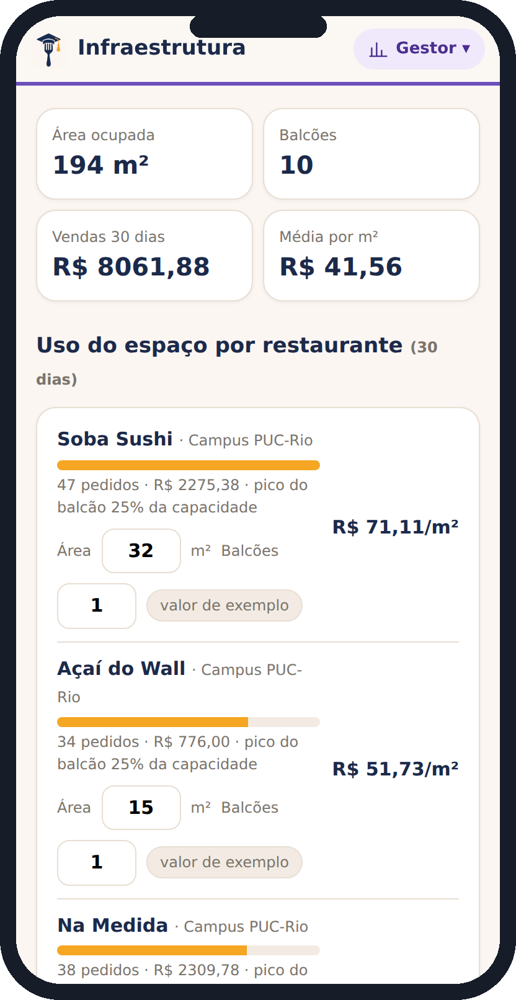 Infraestrutura
Gestor ▾
Área ocupada
194 m²
Balcões
10
Vendas 30 dias
R$ 8061,88
Média por m²
R$ 41,56
Uso do espaço por restaurante (30
dias)
Soba Sushi · Campus PUC-Rio
47 pedidos · R$ 2275,38 · pico do
balcão 25% da capacidade
R$ 71,11/m²
Área 32 m² Balcões
1 valor de exemplo
Açaí do Wall · Campus PUC-
Rio
34 pedidos · R$ 776,00 · pico do
balcão 25% da capacidade
R$ 51,73/m²
Área 15 m² Balcões
1 valor de exemplo
Na Medida · Campus PUC-Rio
38 pedidos · R$ 2309,78 · pico do